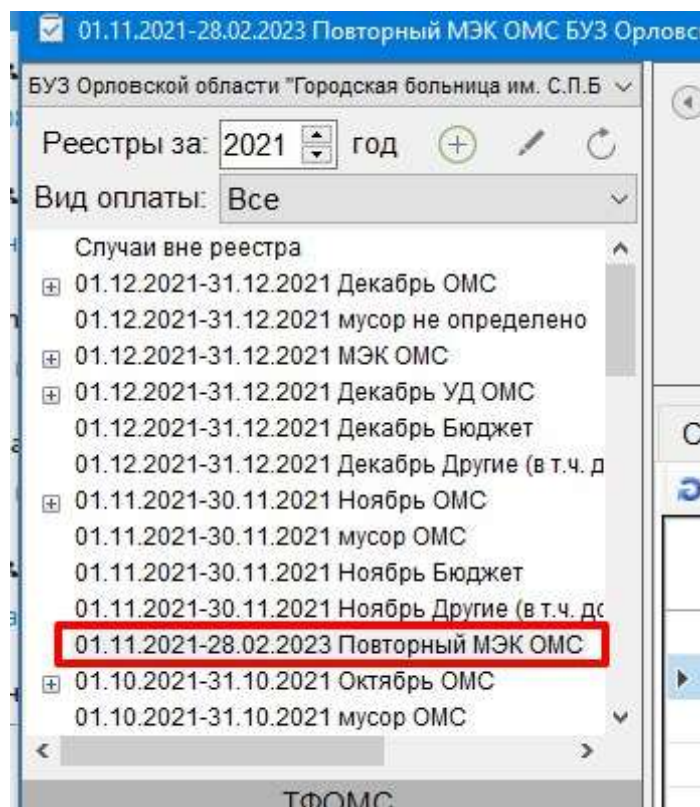 01.11.2021-28.02.2023 Повторный МЭК ОМС БУЗ Орловс
БУЗ Орловской области "Городская больница им. С.П.Б
Реестры за: 2021 год
Вид оплаты: Все
Случаи вне реестра
01.12.2021-31.12.2021 Декабрь ОМС
01.12.2021-31.12.2021 мусор не определено
01.12.2021-31.12.2021 МЭК ОМС
01.12.2021-31.12.2021 Декабрь УД ОМС
01.12.2021-31.12.2021 Декабрь Бюджет
01.12.2021-31.12.2021 Декабрь Другие (в т.ч. д
01.11.2021-30.11.2021 Ноябрь ОМС
01.11.2021-30.11.2021 мусор ОМС
01.11.2021-30.11.2021 Ноябрь Бюджет
01.11.2021-30.11.2021 Ноябрь Другие (в т.ч. до
01.11.2021-28.02.2023 Повторный МЭК ОМС
01.10.2021-31.10.2021 Октябрь ОМС
01.10.2021-31.10.2021 мусор ОМС
ТФОМС